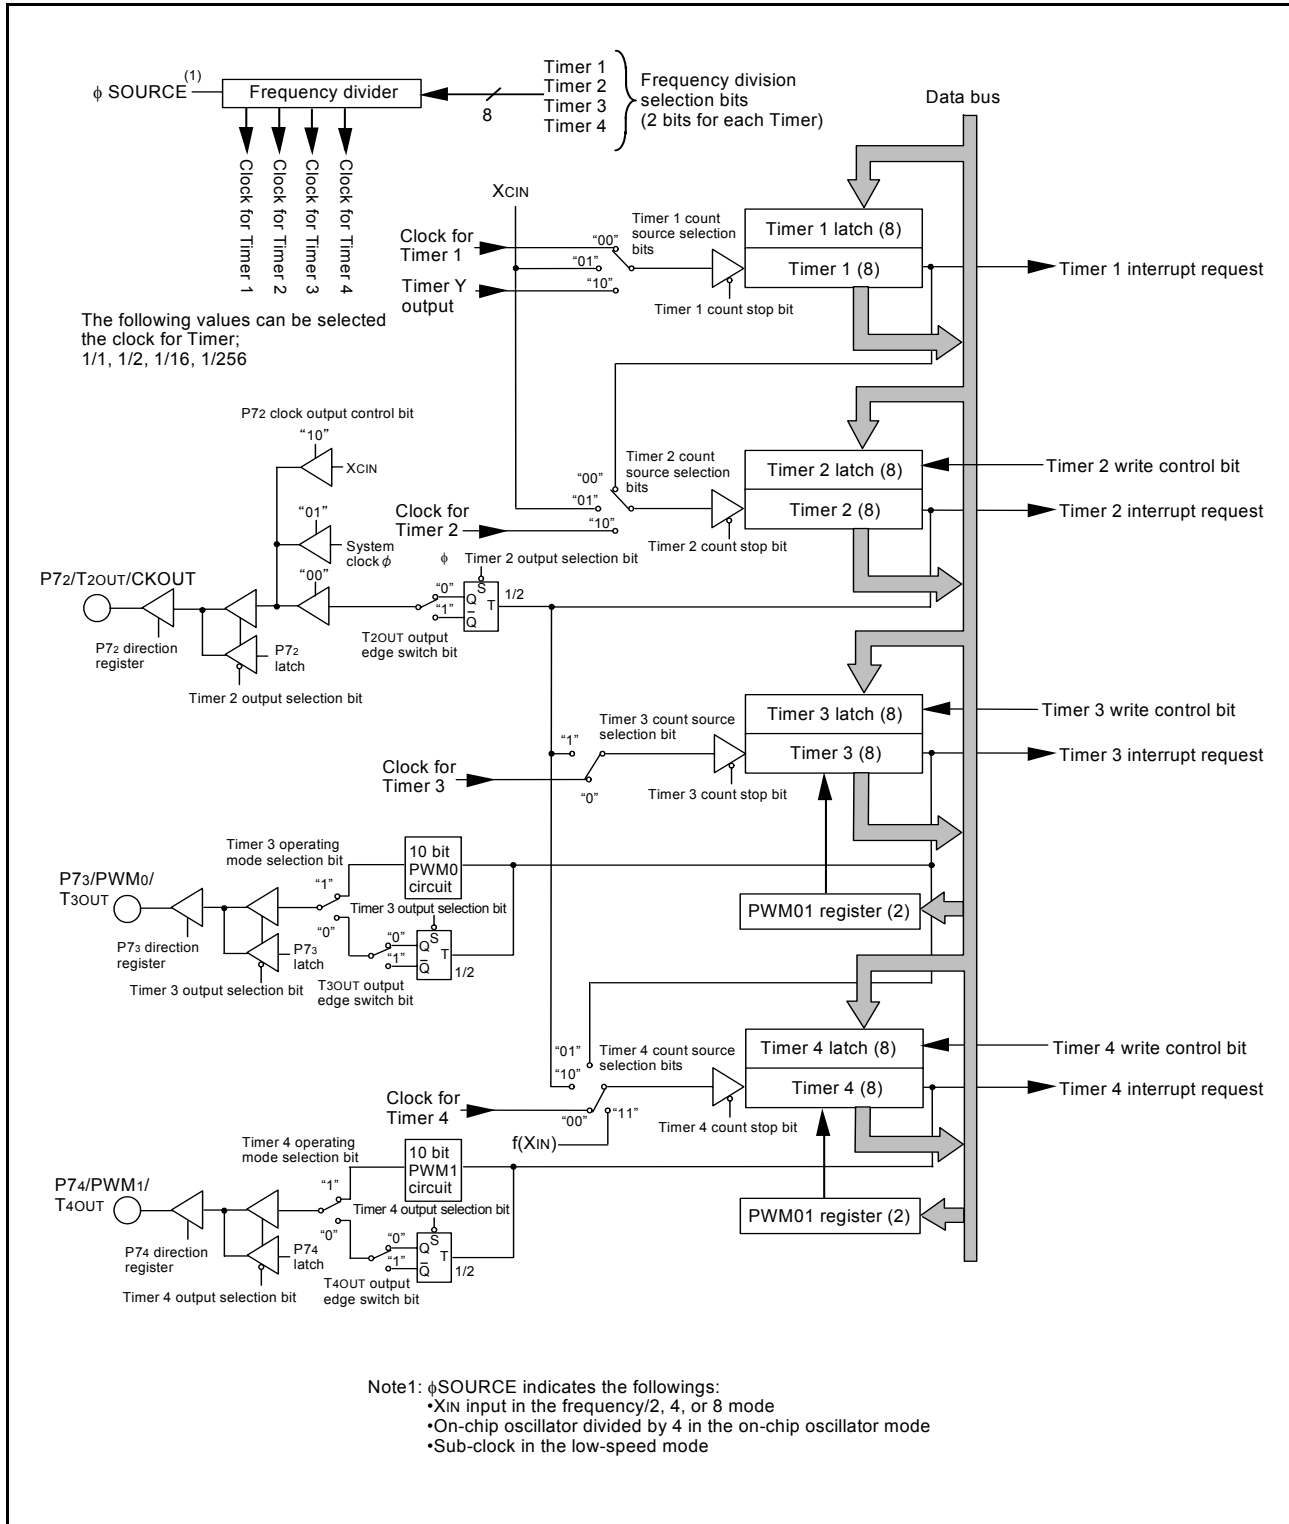 φ SOURCE (1)
Frequency divider
8
Timer 1
Timer 2
Timer 3
Timer 4
Frequency division
selection bits
(2 bits for each Timer)
Data bus
Clock for Timer 1
Clock for Timer 2
Clock for Timer 3
Clock for Timer 4
The following values can be selected
the clock for Timer;
1/1, 1/2, 1/16, 1/256
XCIN
Clock for
Timer 1
Timer Y
output
"00"
"01"
"10"
Timer 1 count
source selection
bits
Timer 1 count stop bit
Timer 1 latch (8)
Timer 1 (8)
Timer 1 interrupt request
P72 clock output control bit
"10"
XCIN
"01"
System
clock φ
"00"
P72/T2OUT/CKOUT
P72 direction
register
P72
latch
Timer 2 output selection bit
Clock for
Timer 2
"00"
"01"
"10"
Timer 2 count
source selection
bits
Timer 2 count stop bit
Timer 2 latch (8)
Timer 2 (8)
Timer 2 write control bit
Timer 2 interrupt request
φ
Timer 2 output selection bit
"0"
"1"
S
Q
T
Q̄
1/2
T2OUT output
edge switch bit
Clock for
Timer 3
"1"
"0"
Timer 3 count source
selection bit
Timer 3 count stop bit
Timer 3 latch (8)
Timer 3 (8)
Timer 3 write control bit
Timer 3 interrupt request
PWM01 register (2)
Timer 3 operating
mode selection bit
10 bit
PWM0
circuit
P73/PWM0/
T3OUT
"1"
"0"
Timer 3 output selection bit
"0"
"1"
S
Q
T
Q̄
1/2
P73 direction
register
P73
latch
Timer 3 output selection bit
T3OUT output
edge switch bit
"01"
"10"
"00"
"11"
Timer 4 count source
selection bits
Clock for
Timer 4
f(XIN)
Timer 4 count stop bit
Timer 4 latch (8)
Timer 4 (8)
Timer 4 write control bit
Timer 4 interrupt request
PWM01 register (2)
Timer 4 operating
mode selection bit
10 bit
PWM1
circuit
P74/PWM1/
T4OUT
"1"
"0"
Timer 4 output selection bit
"0"
"1"
S
Q
T
Q̄
1/2
P74 direction
register
P74
latch
Timer 4 output selection bit
T4OUT output
edge switch bit
Note1: φSOURCE indicates the followings:
•XIN input in the frequency/2, 4, or 8 mode
•On-chip oscillator divided by 4 in the on-chip oscillator mode
•Sub-clock in the low-speed mode